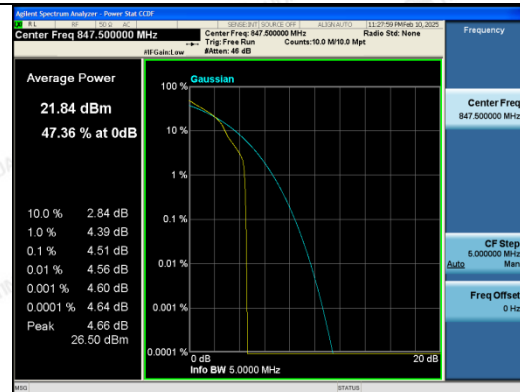 Agilent Spectrum Analyzer - Power Stat CCDF
RL RF 50 Ω AC SENSE:INT SOURCE OFF ALIGN AUTO 11:27:59 PM Feb 10, 2025
Center Freq 847.500000 MHz
Center Freq: 847.500000 MHz
Radio Std: None
Trig: Free Run
Counts:10.0 M/10.0 Mpt
#IFGain:Low
#Atten: 46 dB
Frequency
Average Power
21.84 dBm
47.36 % at 0dB
10.0 % 2.84 dB
1.0 % 4.39 dB
0.1 % 4.51 dB
0.01 % 4.56 dB
0.001 % 4.60 dB
0.0001 % 4.64 dB
Peak 4.66 dB
26.50 dBm
Gaussian
100 %
10 %
1 %
0.1 %
0.01 %
0.001 %
0.0001 %
0 dB
20 dB
Info BW 5.0000 MHz
Center Freq
847.500000 MHz
CF Step
5.000000 MHz
Auto Man
Freq Offset
0 Hz
MSG
STATUS